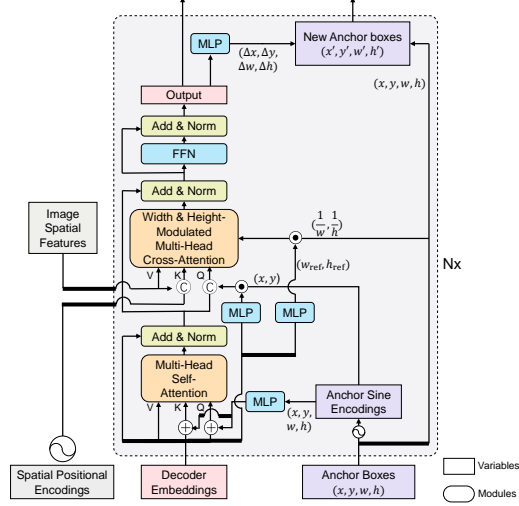 New Anchor boxes
(x′, y′, w′, h′)
MLP
(Δx, Δy,
Δw, Δh)
(x, y, w, h)
Output
Add & Norm
FFN
Add & Norm
Image
Spatial
Features
Width & Height-
Modulated
Multi-Head
Cross-Attention
(1/w, 1/h)
Nx
(w_ref, h_ref)
V K Q
(x, y)
C C
MLP MLP
Add & Norm
Multi-Head
Self-
Attention
V K Q
MLP
(x, y,
w, h)
Anchor Sine
Encodings
Spatial Positional
Encodings
Decoder
Embeddings
Anchor Boxes
(x, y, w, h)
Variables
Modules